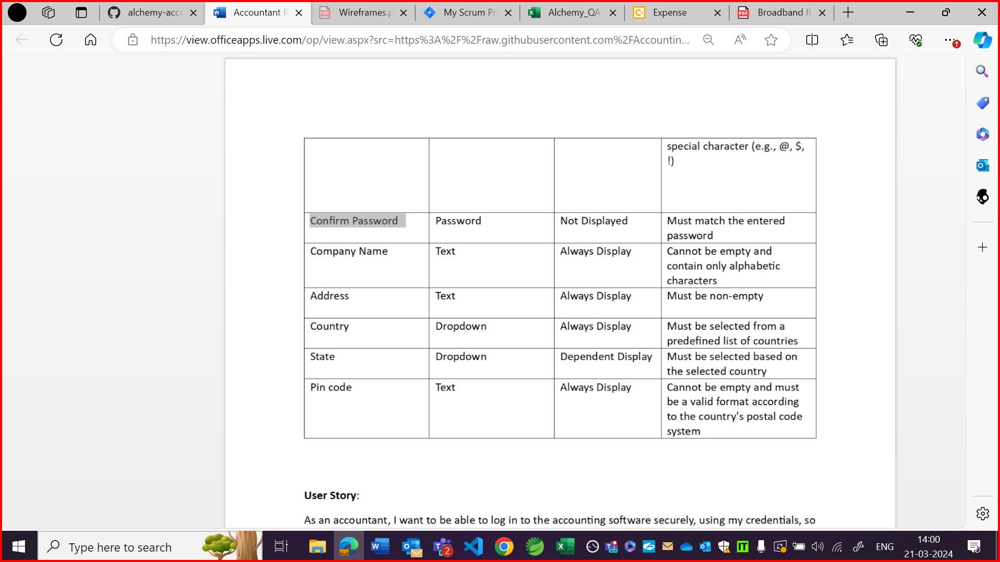 alchemy-acco
Accountant R
Wireframes.p
My Scrum Pr
Alchemy_QA
Expense
Broadband R
https://view.officeapps.live.com/op/view.aspx?src=https%3A%2F%2Fraw.githubusercontent.com%2FAccountin...
special character (e.g., @, $,
!)
Confirm Password Password Not Displayed Must match the entered
password
Company Name Text Always Display Cannot be empty and
contain only alphabetic
characters
Address Text Always Display Must be non-empty
Country Dropdown Always Display Must be selected from a
predefined list of countries
State Dropdown Dependent Display Must be selected based on
the selected country
Pin code Text Always Display Cannot be empty and must
be a valid format according
to the country's postal code
system
User Story:
As an accountant, I want to be able to log in to the accounting software securely, using my credentials, so
Type here to search
2
ENG
14:00
21-03-2024